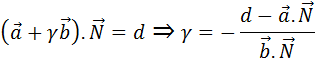 (a⃗ + γb⃗).N⃗ = d ⇒ γ = − (d − a⃗.N⃗)/(b⃗.N⃗)